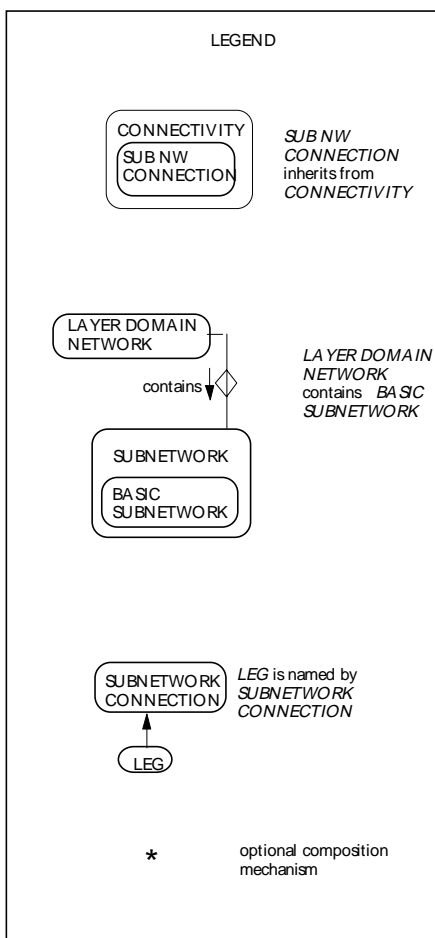 LEGEND
CONNECTIVITY
SUB NW
CONNECTION
SUB NW
CONNECTION
inherits from
CONNECTIVITY
LAYER DOMAIN
NETWORK
contains
SUBNETWORK
BASIC
SUBNETWORK
LAYER DOMAIN
NETWORK
contains BASIC
SUBNETWORK
SUBNETWORK
CONNECTION
LEG
LEG is named by
SUBNETWORK
CONNECTION
*
optional composition
mechanism